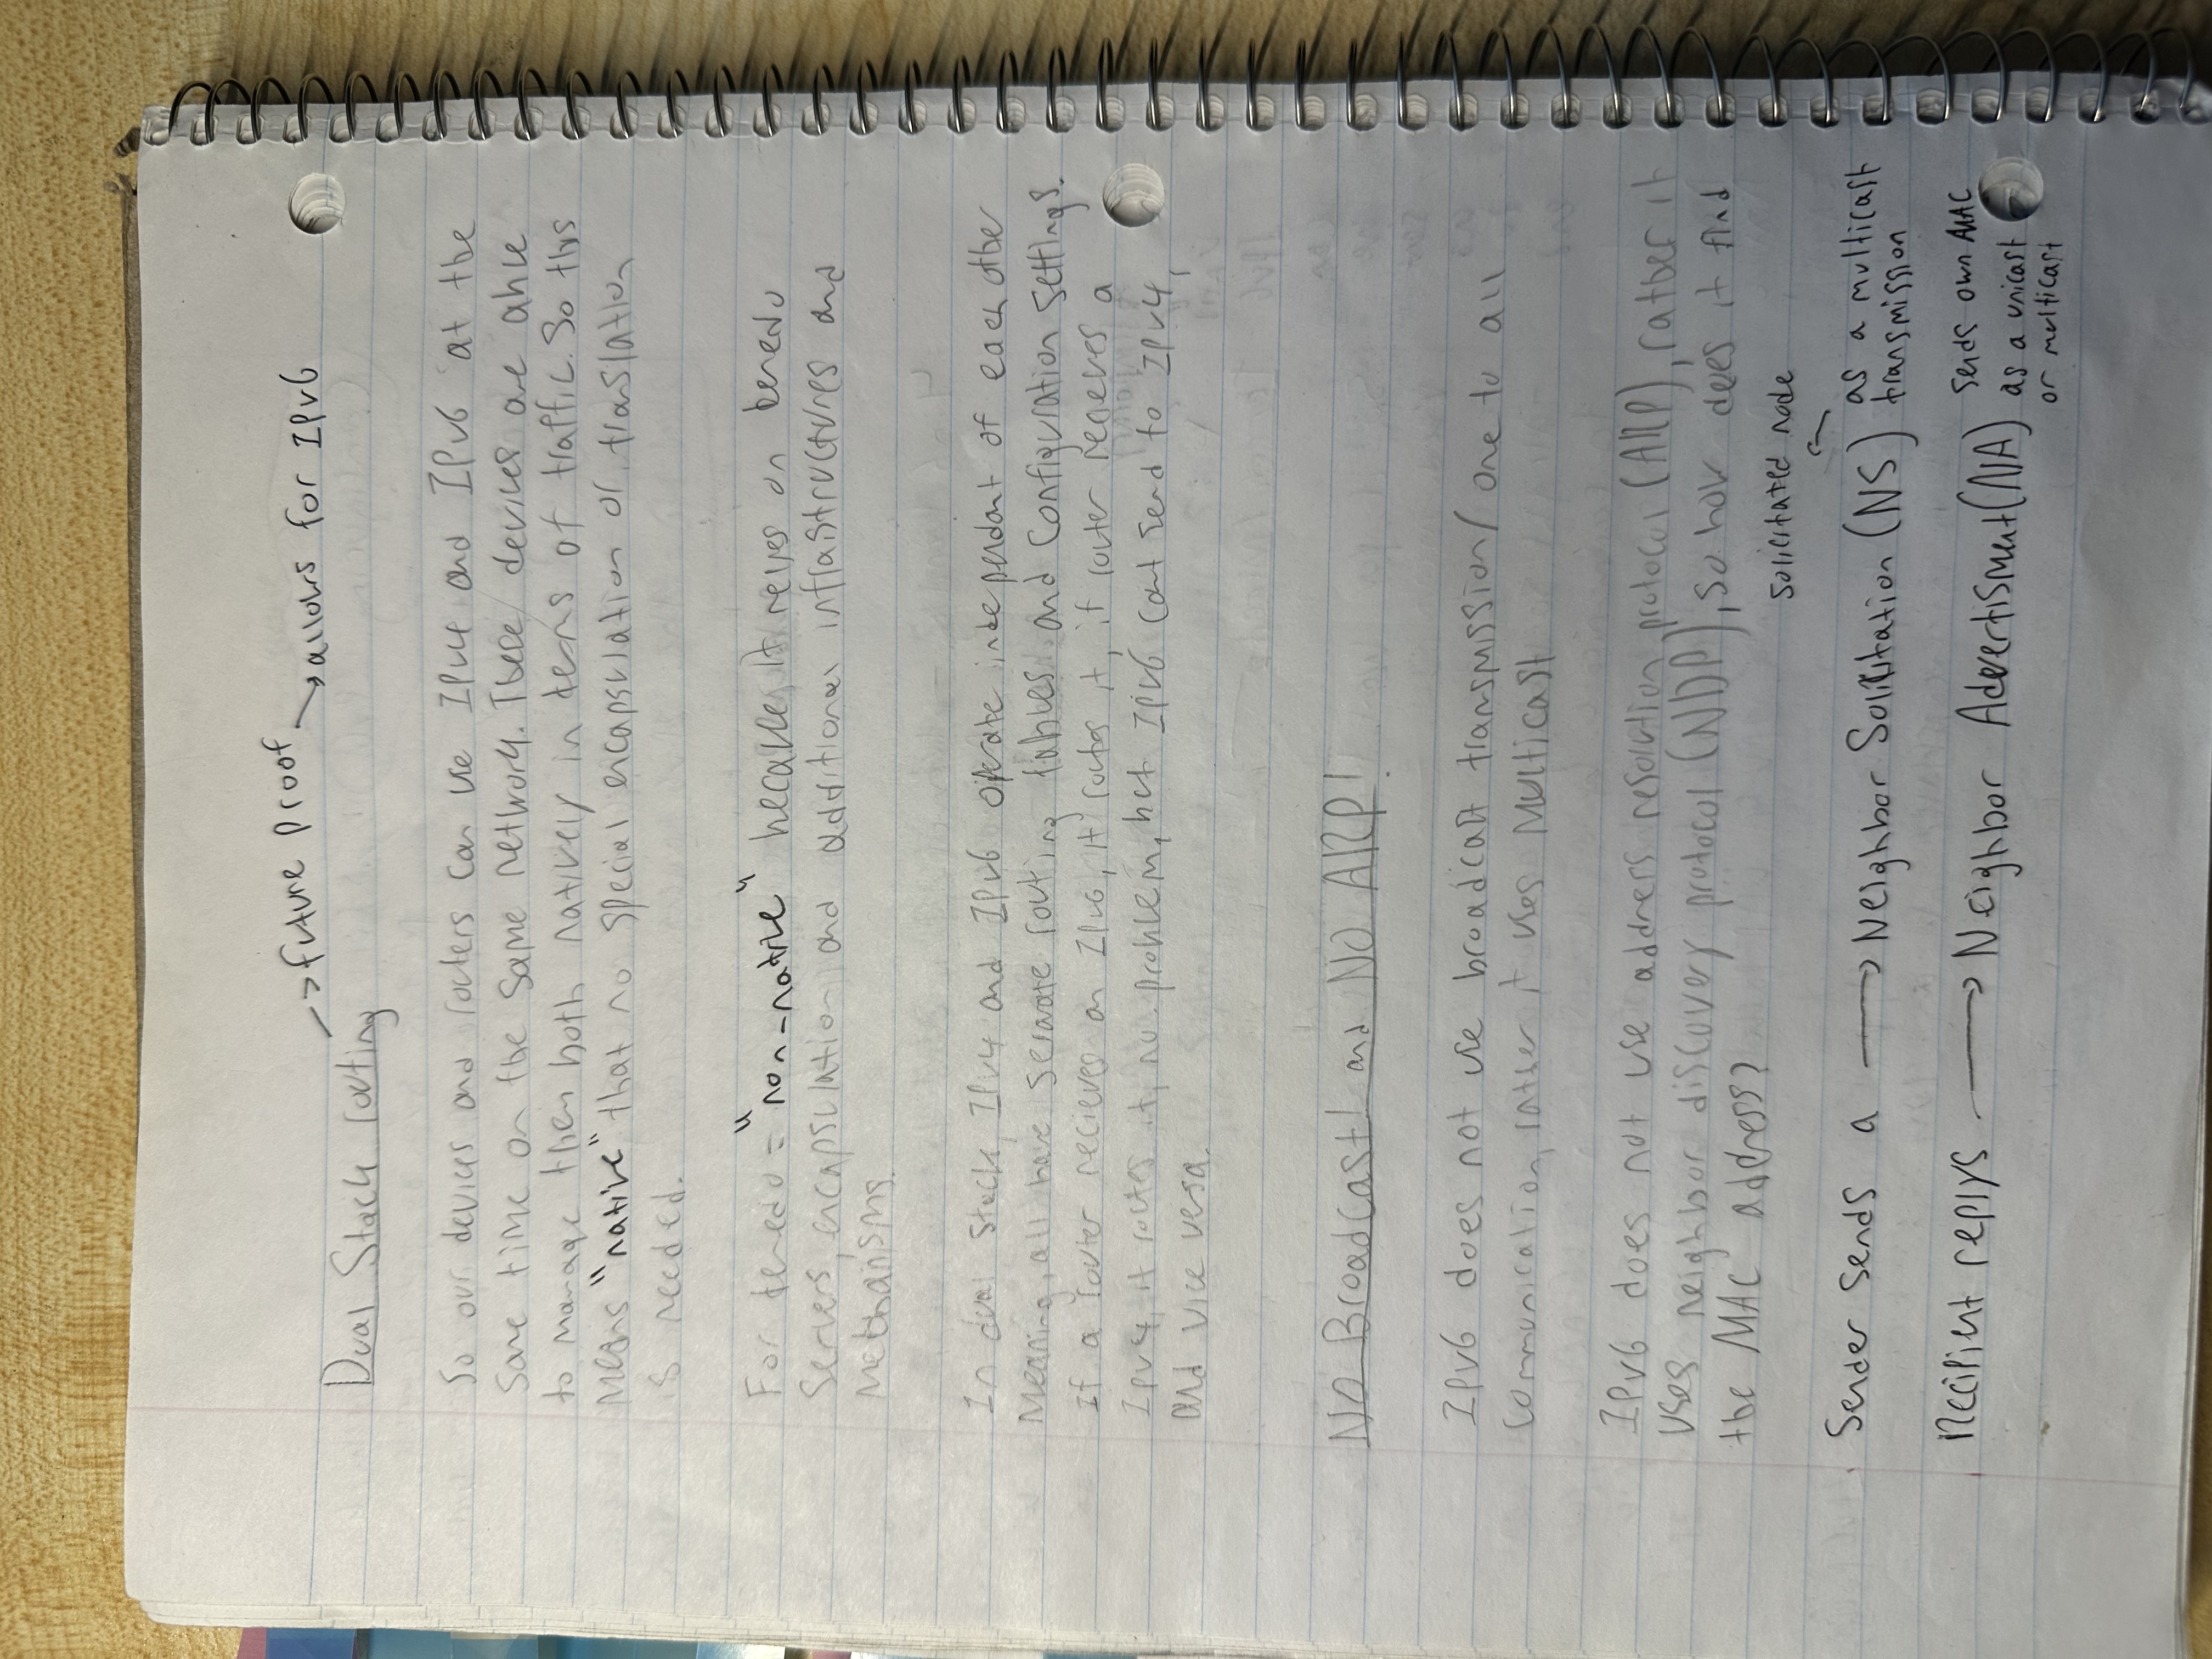 → future proof → allows for IPv6
Dual Stack routing
So our devices and routers can use IPv4 and IPv6 at the
same time on the same network. These devices are able
to manage them both natively in terms of traffic. So this
means "native" that no special encapsulation or translation
is needed.
For teredo = "non-native" because, it relyes on teredo
servers, encapsulation and additional infrastructures and
mechanisms.
In dual stack, IPv4 and IPv6 operate independant of each other
Meaning, all have separate routing tables and configuration settings.
If a router recieves an IPv6, it routes it, if router recieves a
IPv4, it routes it, no problem, but IPv6 cant send to IPv4,
and vice versa.
NO Broadcast! and NO ARP!
IPv6 does not use broadcast transmission/ one to all
communication, rather it uses Multicast
IPv6 does not use address resolution protocol (ARP), rather it
uses neighbor discovery protocol (NDP), so how does it find
the MAC address?
solicitated node
Sender sends a → Neighbor Solicitation (NS) as a multicast
transmission
Recipient replys → Neighbor Advertisment (NA) sends own MAC
as a unicast
or multicast